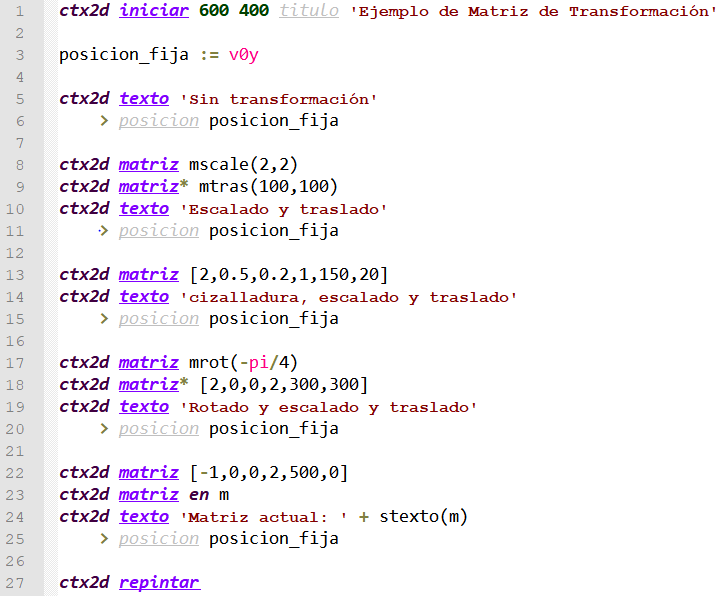 1 ctx2d iniciar 600 400 titulo 'Ejemplo de Matriz de Transformación'
2
3 posicion_fija := v0y
4
5 ctx2d texto 'Sin transformación'
6 > posicion posicion_fija
7
8 ctx2d matriz mscale(2,2)
9 ctx2d matriz* mtras(100,100)
10 ctx2d texto 'Escalado y traslado'
11 > posicion posicion_fija
12
13 ctx2d matriz [2,0.5,0.2,1,150,20]
14 ctx2d texto 'cizalladura, escalado y traslado'
15 > posicion posicion_fija
16
17 ctx2d matriz mrot(-pi/4)
18 ctx2d matriz* [2,0,0,2,300,300]
19 ctx2d texto 'Rotado y escalado y traslado'
20 > posicion posicion_fija
21
22 ctx2d matriz [-1,0,0,2,500,0]
23 ctx2d matriz en m
24 ctx2d texto 'Matriz actual: ' + stexto(m)
25 > posicion posicion_fija
26
27 ctx2d repintar